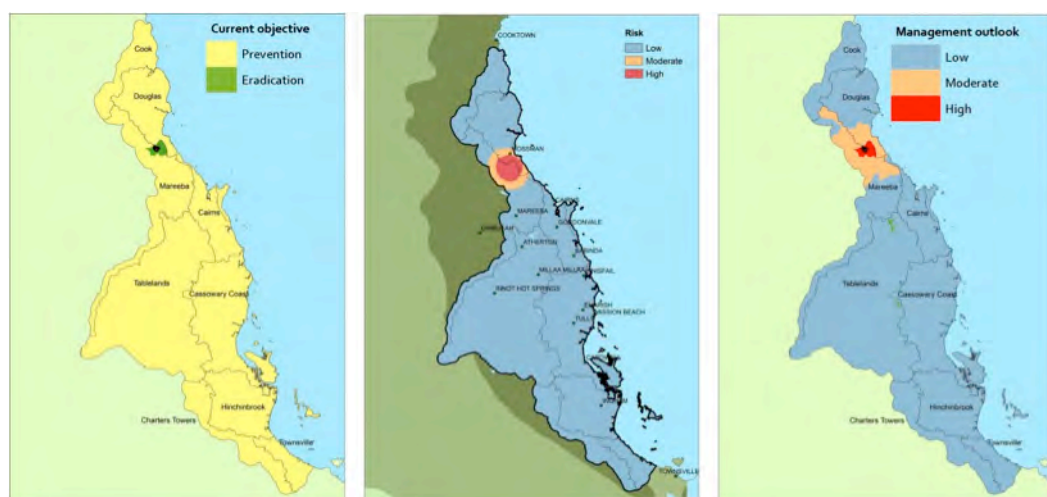 Current objective
Prevention
Eradication
Cook
Douglas
Mareeba
Cairns
Tablelands
Cassowary Coast
Hinchinbrook
Charters Towers
Townsville
COOKTOWN
Risk
Low
Moderate
High
MOSSMAN
MAREEBA
GORDONVALE
ATHERTON
MILLAA MILLAA
TULLY
MISSION BEACH
TOWNSVILLE
Management outlook
Low
Moderate
High
Cook
Douglas
Mareeba
Cairns
Tablelands
Cassowary Coast
Hinchinbrook
Charters Towers
Townsville